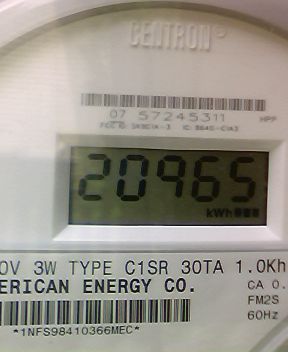 CENTRON®
07 57245311 HPP
20965
kWh
0V 3W TYPE C1SR 30TA 1.0Kh
ERICAN ENERGY CO. CA 0.
FM2S
60Hz
*1NFS98410366MEC*